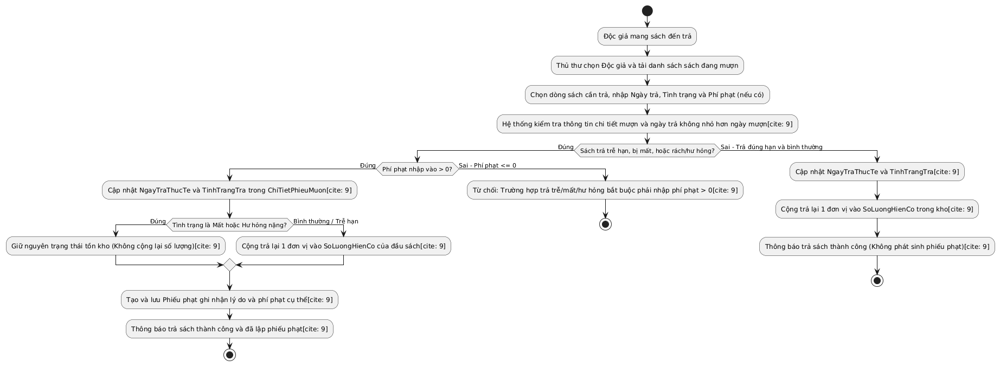 Độc giả mang sách đến trả
Thủ thư chọn Độc giả và tải danh sách sách đang mượn
Chọn dòng sách cần trả, nhập Ngày trả, Tình trạng và Phí phạt (nếu có)
Hệ thống kiểm tra thông tin chi tiết mượn và ngày trả không nhỏ hơn ngày mượn[cite: 9]
Đúng
Sách trả trễ hạn, bị mất, hoặc rách/hư hỏng?
Sai - Trả đúng hạn và bình thường
Đúng
Phí phạt nhập vào > 0?
Sai - Phí phạt <= 0
Cập nhật NgayTraThucTe và TinhTrangTra trong ChiTietPhieuMuon[cite: 9]
Đúng
Tình trạng là Mất hoặc Hư hỏng nặng?
Bình thường / Trễ hạn
Giữ nguyên trạng thái tồn kho (Không cộng lại số lượng)[cite: 9]
Cộng trả lại 1 đơn vị vào SoLuongHienCo của đầu sách[cite: 9]
Tạo và lưu Phiếu phạt ghi nhận lý do và phí phạt cụ thể[cite: 9]
Thông báo trả sách thành công và đã lập phiếu phạt[cite: 9]
Từ chối: Trường hợp trả trễ/mất/hư hỏng bắt buộc phải nhập phí phạt > 0[cite: 9]
Cập nhật NgayTraThucTe và TinhTrangTra[cite: 9]
Cộng trả lại 1 đơn vị vào SoLuongHienCo trong kho[cite: 9]
Thông báo trả sách thành công (Không phát sinh phiếu phạt)[cite: 9]